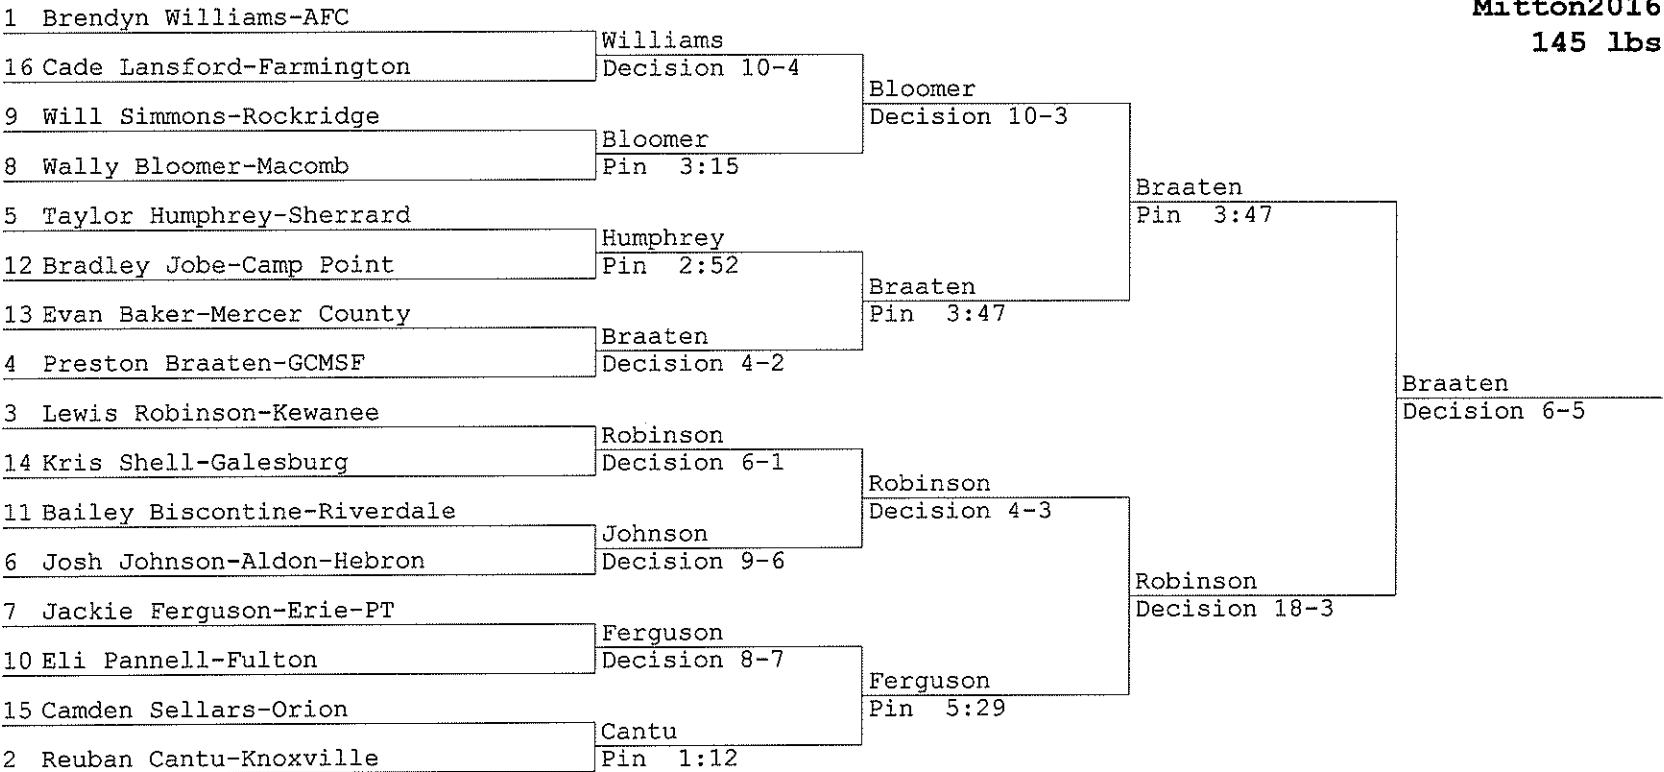 Mitton2016
145 lbs
1 Brendyn Williams-AFC
16 Cade Lansford-Farmington
9 Will Simmons-Rockridge
8 Wally Bloomer-Macomb
5 Taylor Humphrey-Sherrard
12 Bradley Jobe-Camp Point
13 Evan Baker-Mercer County
4 Preston Braaten-GCMSF
3 Lewis Robinson-Kewanee
14 Kris Shell-Galesburg
11 Bailey Biscontine-Riverdale
6 Josh Johnson-Aldon-Hebron
7 Jackie Ferguson-Erie-PT
10 Eli Pannell-Fulton
15 Camden Sellars-Orion
2 Reuban Cantu-Knoxville
Williams
Decision 10-4
Bloomer
Pin 3:15
Humphrey
Pin 2:52
Braaten
Decision 4-2
Robinson
Decision 6-1
Johnson
Decision 9-6
Ferguson
Decision 8-7
Cantu
Pin 1:12
Bloomer
Decision 10-3
Braaten
Pin 3:47
Robinson
Decision 4-3
Ferguson
Pin 5:29
Braaten
Pin 3:47
Robinson
Decision 18-3
Braaten
Decision 6-5